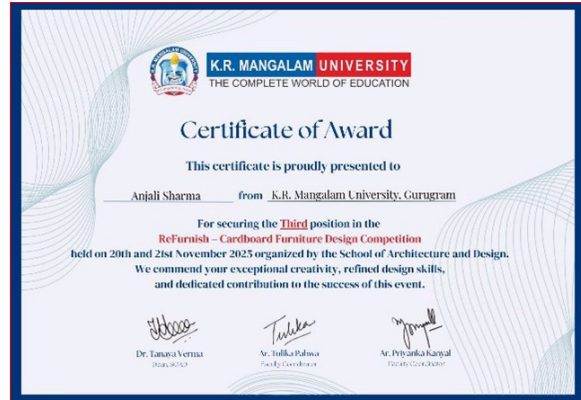 K.R. MANGALAM UNIVERSITY
THE COMPLETE WORLD OF EDUCATION
Certificate of Award
This certificate is proudly presented to
Anjali Sharma from K.R. Mangalam University, Gurugram
For securing the Third position in the
ReFurnish – Cardboard Furniture Design Competition
held on 20th and 21st November 2025 organized by the School of Architecture and Design.
We commend your exceptional creativity, refined design skills,
and dedicated contribution to the success of this event.
Dr. Tanaya Verma Ar. Tulika Pahwa Ar. Priyanka Kanyal
Dean, SOAD Faculty Coordinator Faculty Coordinator